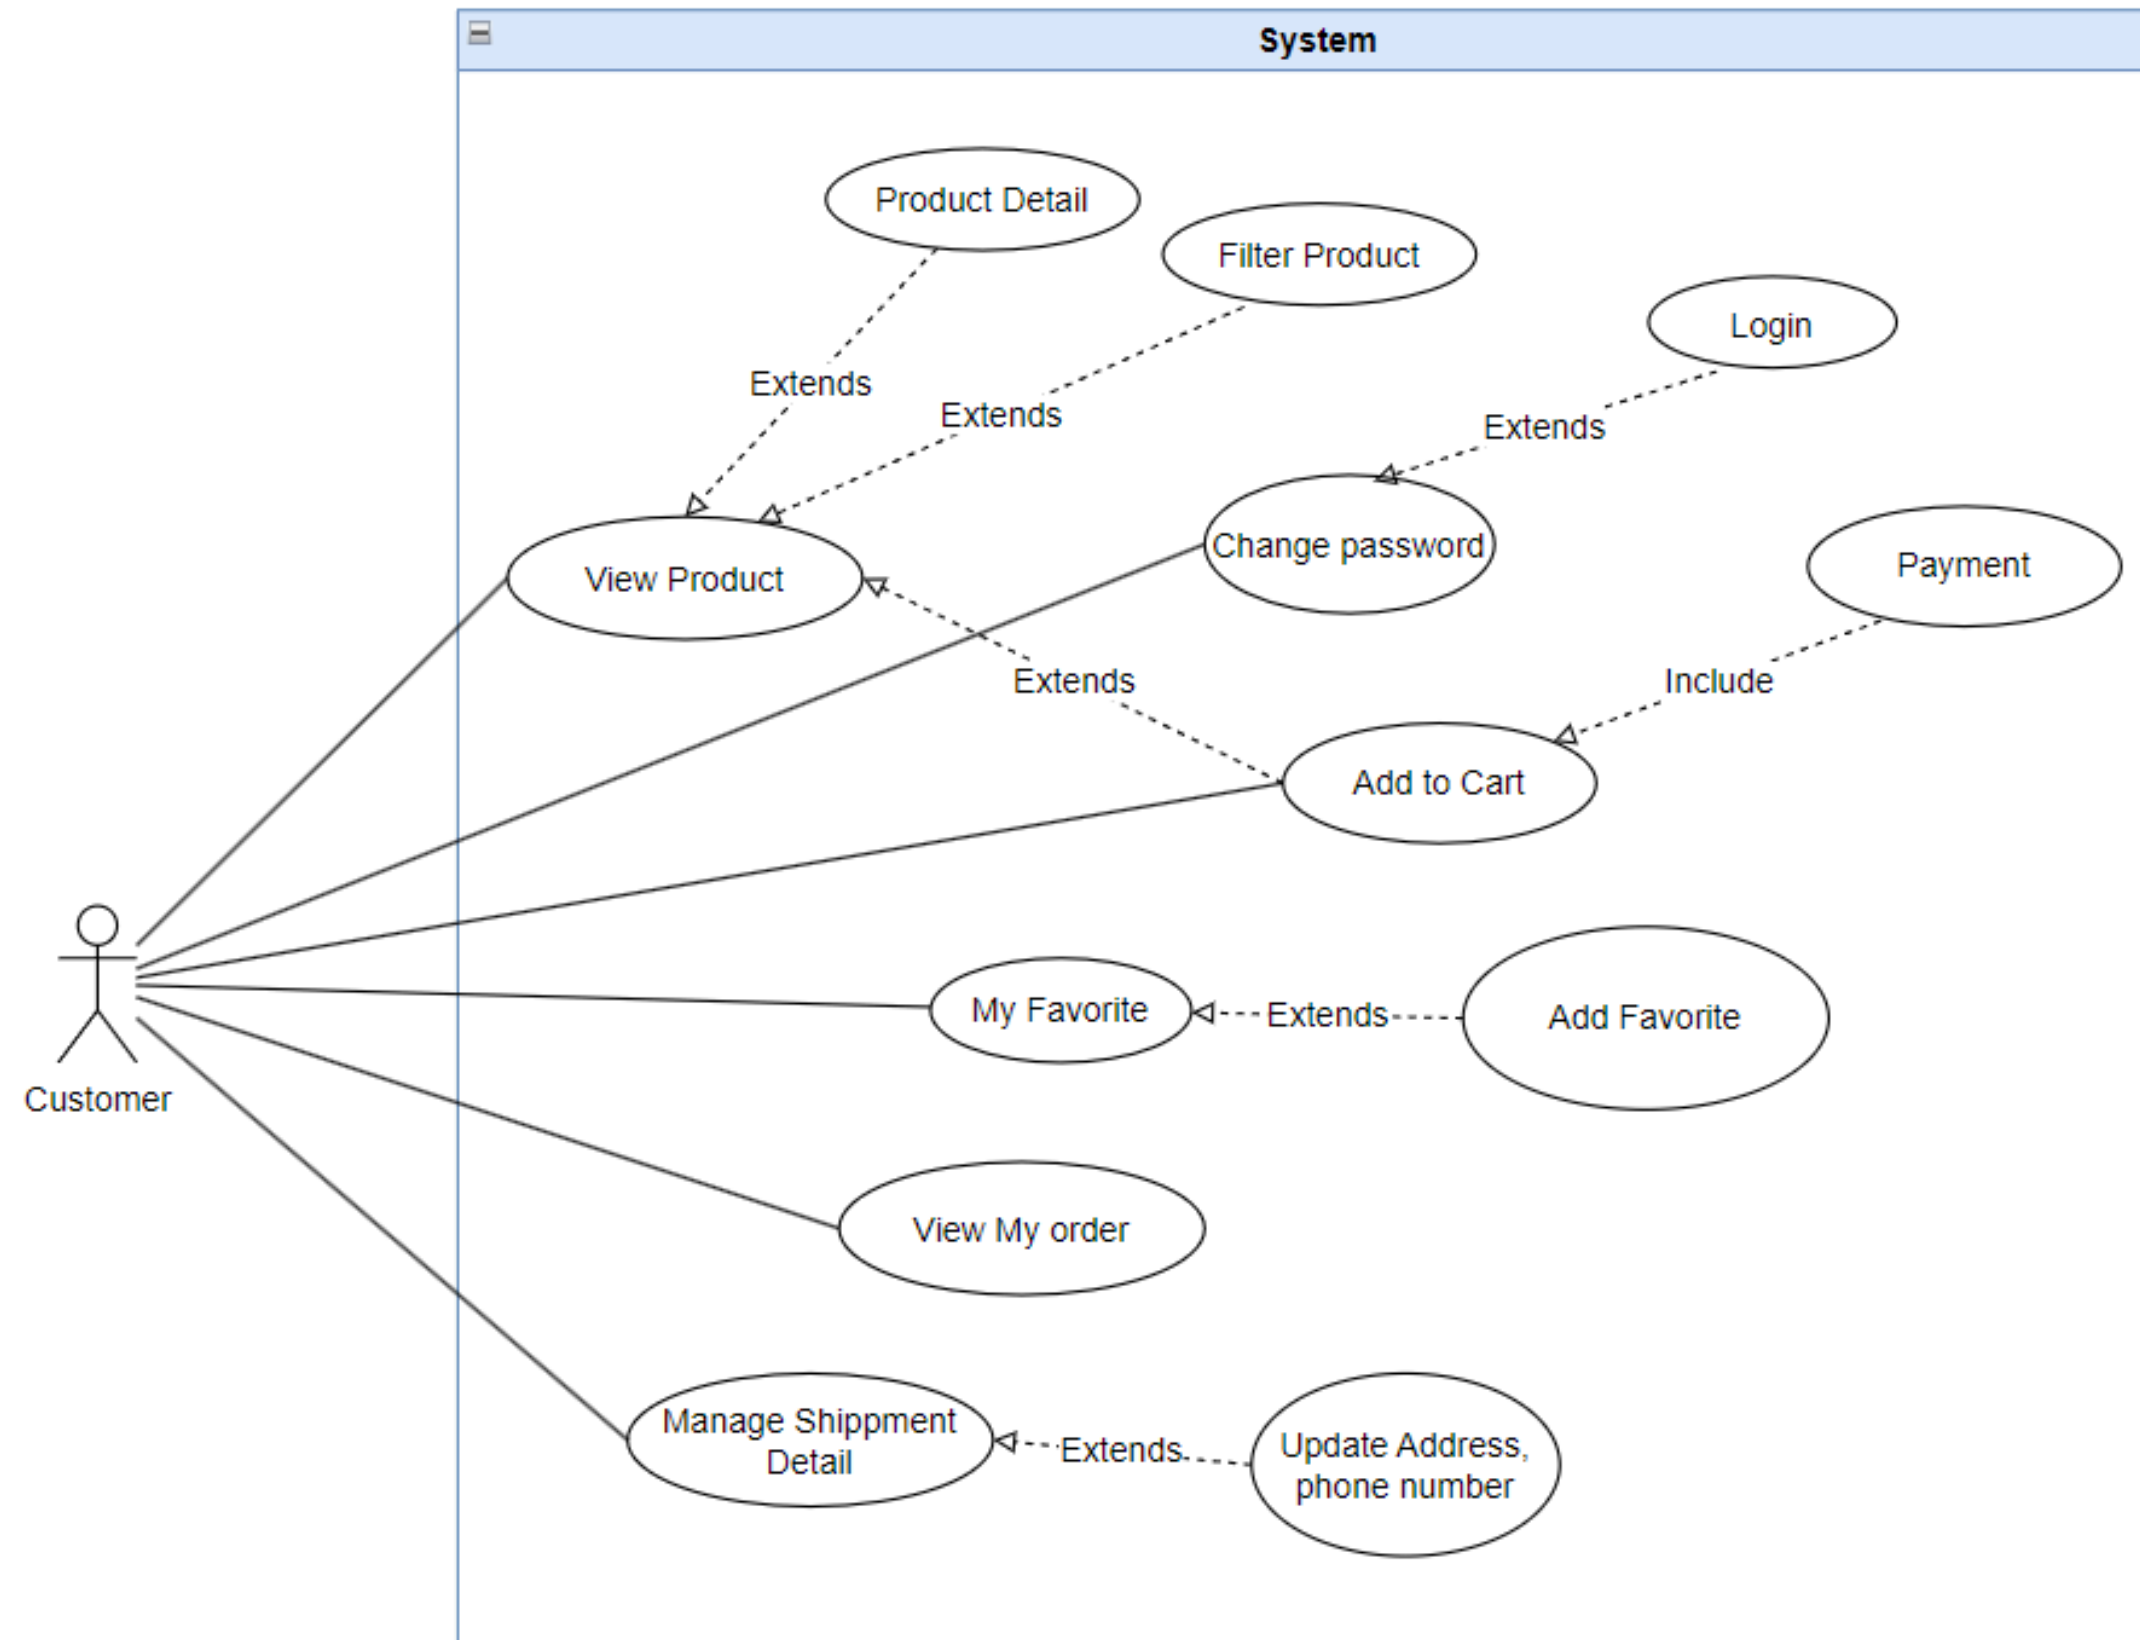 System
Product Detail
Filter Product
Login
Extends
Extends
Extends
Change password
Payment
View Product
Extends
Include
Add to Cart
My Favorite
Extends
Add Favorite
Customer
View My order
Manage Shippment
Detail
Extends
Update Address,
phone number